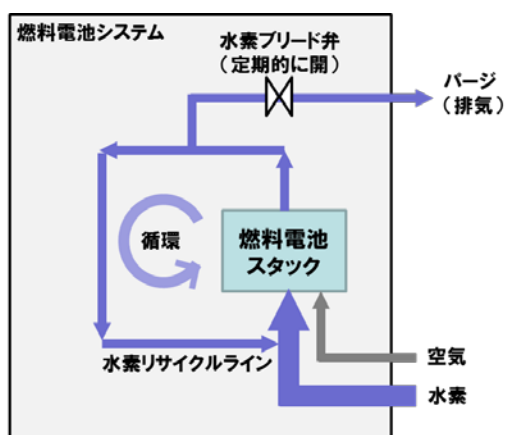 燃料電池システム
水素ブリード弁
（定期的に開）
パージ
（排気）
循環
燃料電池
スタック
水素リサイクルライン
空気
水素